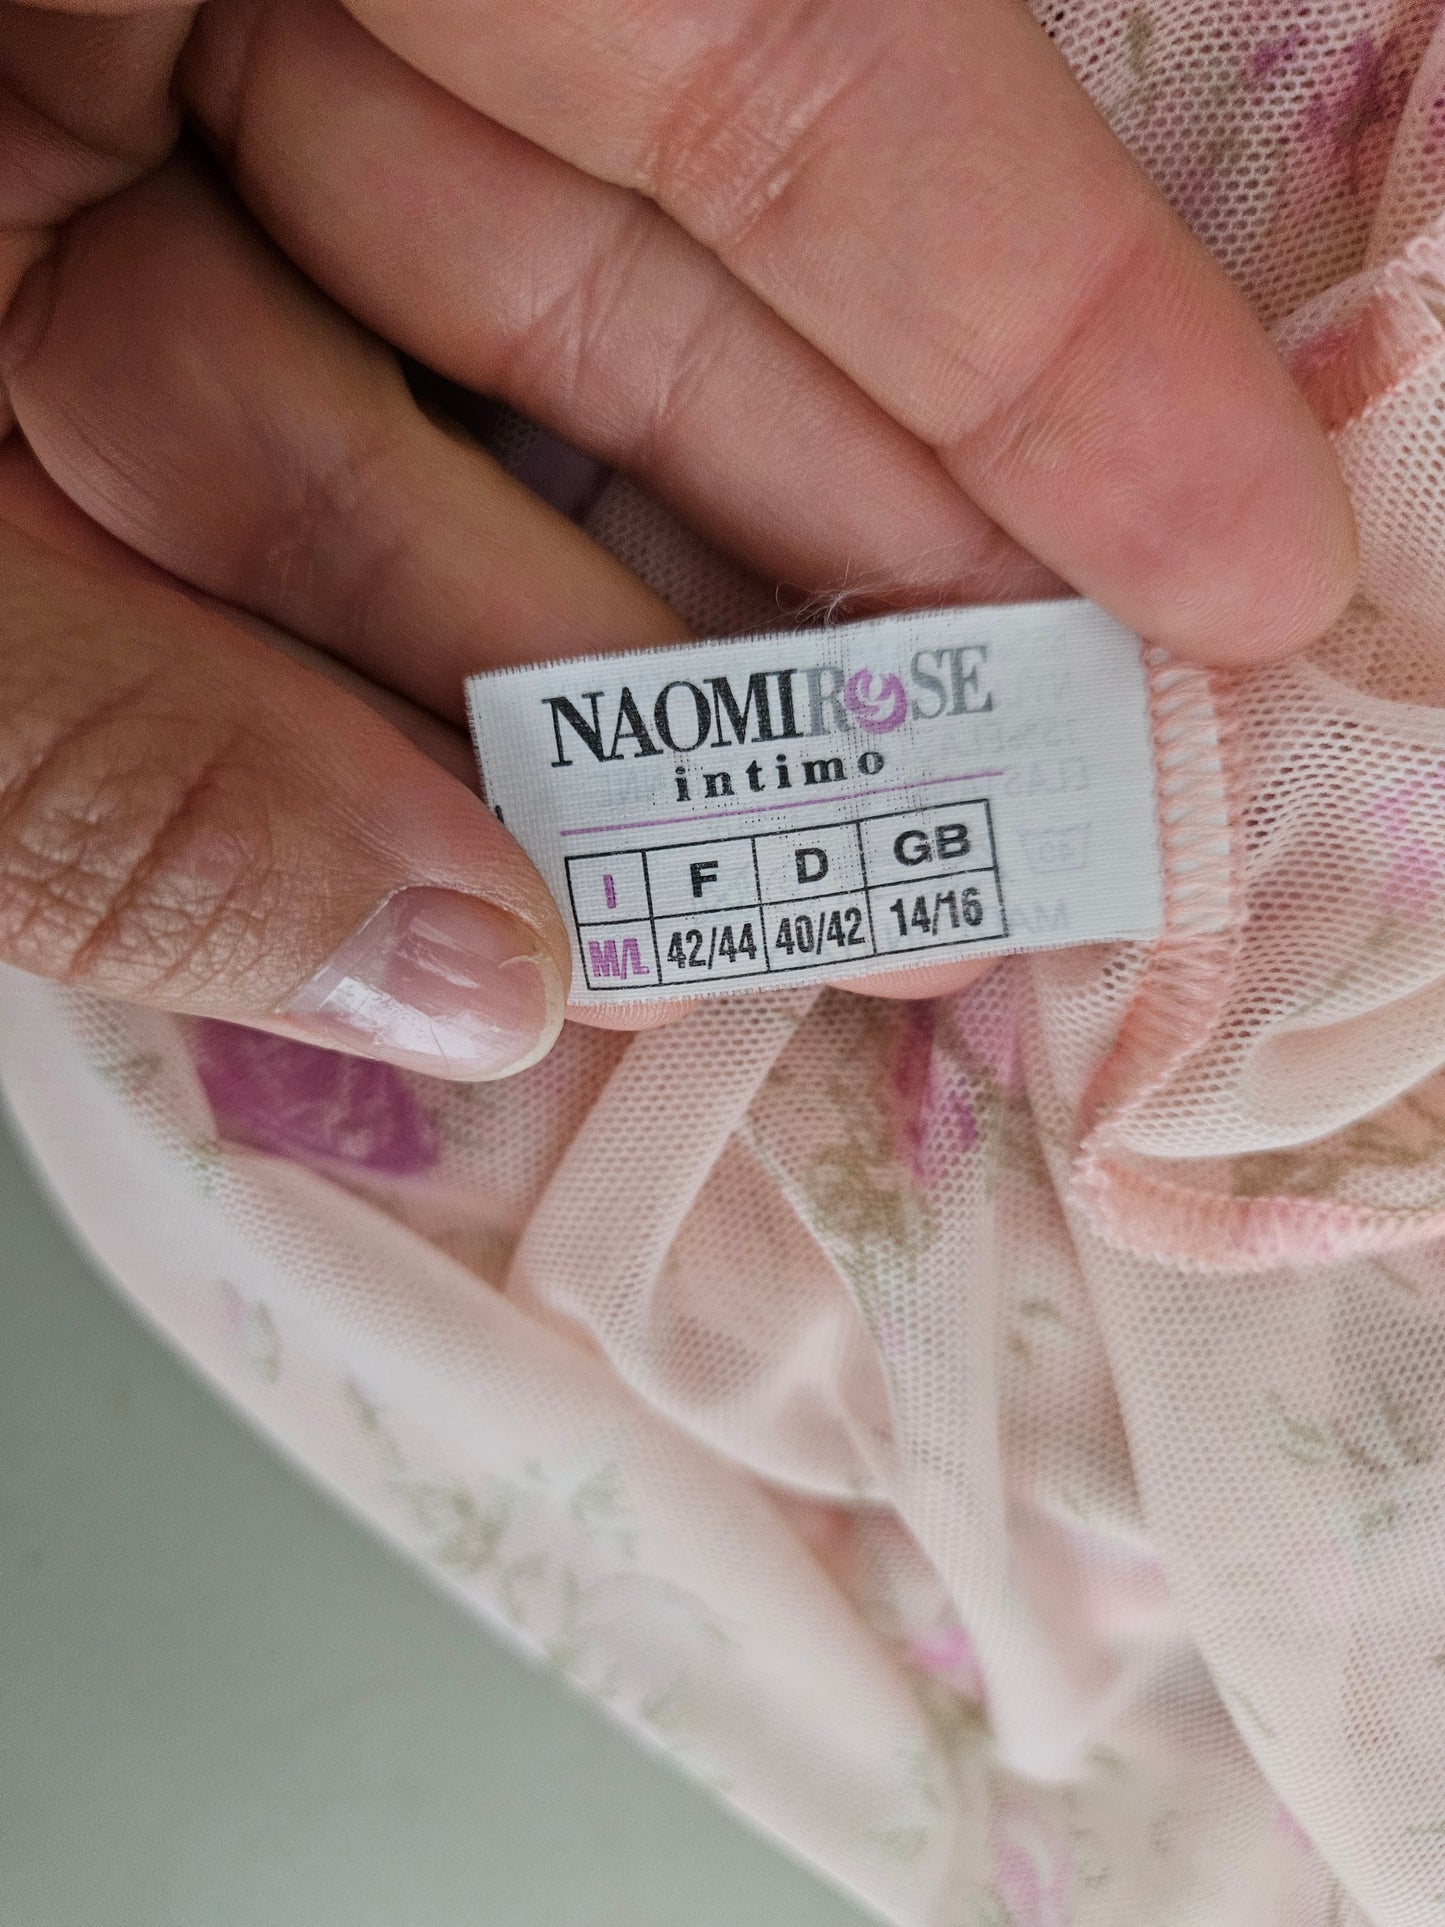 NAOMIROSE
intimo
I F D GB
M/L 42/44 40/42 14/16